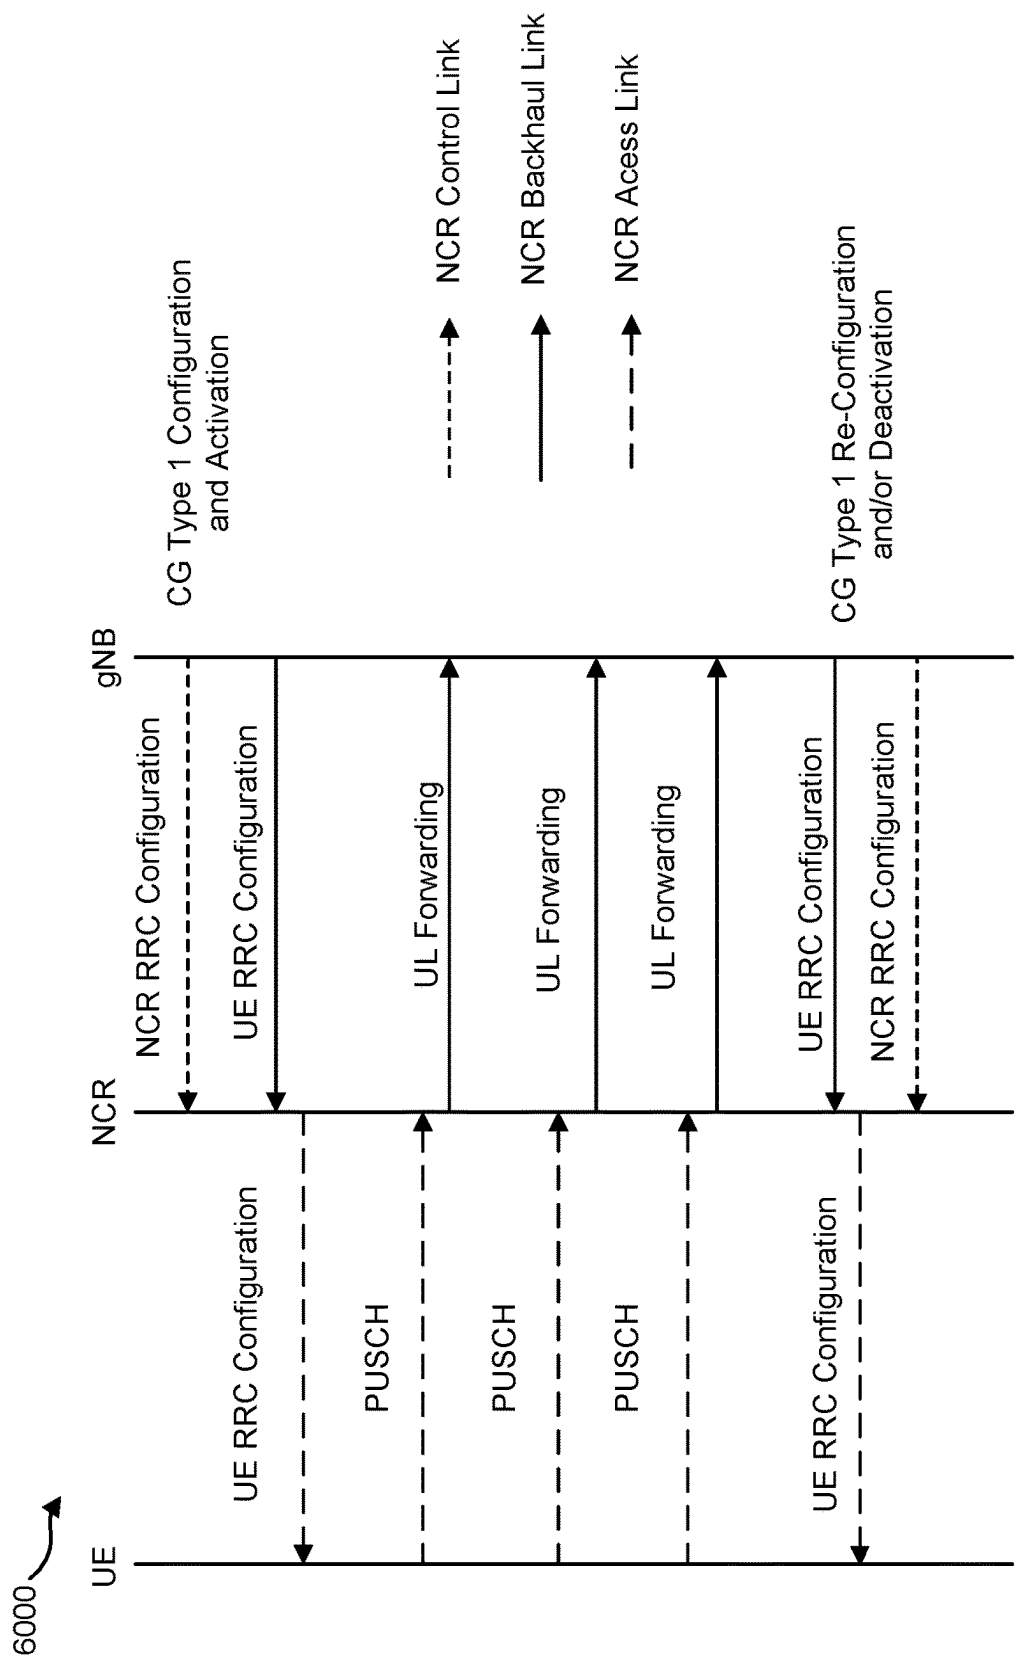 6000
UE
NCR
gNB
NCR RRC Configuration
CG Type 1 Configuration
and Activation
UE RRC Configuration
UE RRC Configuration
PUSCH
UL Forwarding
PUSCH
UL Forwarding
PUSCH
UL Forwarding
NCR Control Link
NCR Backhaul Link
NCR Acess Link
UE RRC Configuration
UE RRC Configuration
NCR RRC Configuration
CG Type 1 Re-Configuration
and/or Deactivation